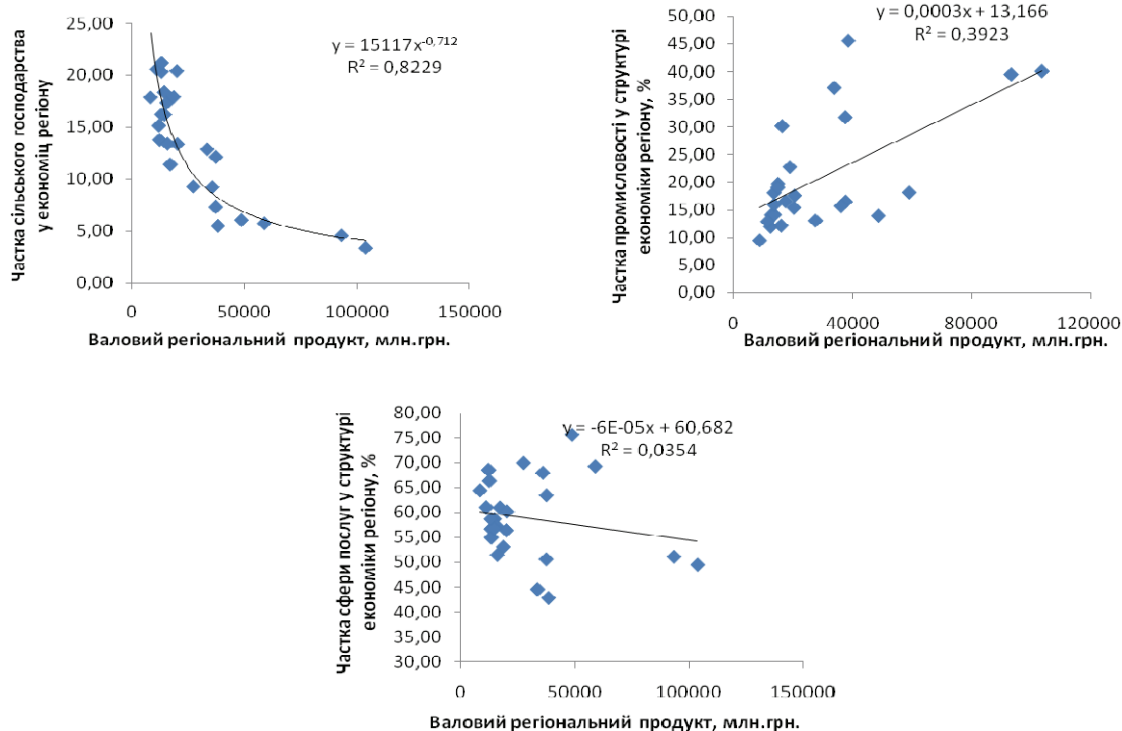 Частка сільського господарства
у економіц регіону
25,00
20,00
15,00
10,00
5,00
0,00
y = 15117x^-0,712
R² = 0,8229
0
50000
100000
150000
Валовий регіональний продукт, млн.грн.
Частка промисловості у структурі
економіки регіону, %
50,00
45,00
40,00
35,00
30,00
25,00
20,00
15,00
10,00
5,00
0,00
y = 0,0003x + 13,166
R² = 0,3923
0
40000
80000
120000
Валовий регіональний продукт, млн.грн.
Частка сфери послуг у структурі
економіки регіону, %
80,00
75,00
70,00
65,00
60,00
55,00
50,00
45,00
40,00
35,00
30,00
y = -6E-05x + 60,682
R² = 0,0354
0
50000
100000
150000
Валовий регіональний продукт, млн.грн.